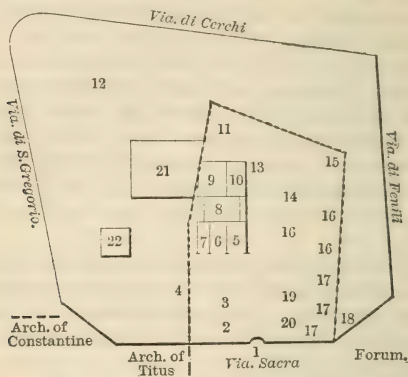 Via. di Cerchi
12
11
Via. di S. Gregorio.
Via. di Fenili
21
13
15
9 10
14
8
16
16
22
7 6 5
16
4
17
3
19
17
18
2
20
17
1
Arch. of
Constantine
Arch. of
Titus
Via. Sacra
Forum.